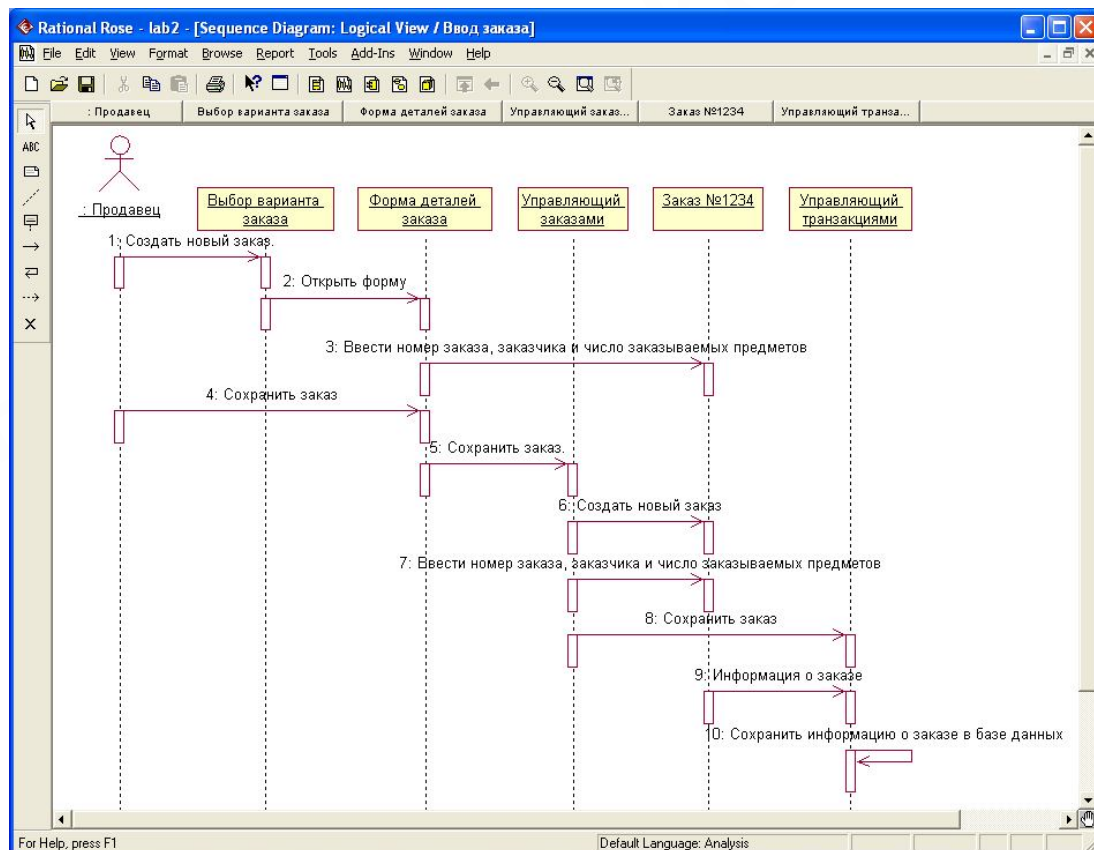 Rational Rose - lab2 - [Sequence Diagram: Logical View / Ввод заказа]
File Edit View Format Browse Report Tools Add-Ins Window Help
: Продавец
Выбор варианта заказа
Форма деталей заказа
Управляющий заказ...
Заказ №1234
Управляющий транза...
ABC
: Продавец
Выбор варианта
заказа
Форма деталей
заказа
Управляющий
заказами
Заказ №1234
Управляющий
транзакциями
1: Создать новый заказ.
2: Открыть форму
3: Ввести номер заказа, заказчика и число заказываемых предметов
4: Сохранить заказ
5: Сохранить заказ.
6: Создать новый заказ
7: Ввести номер заказа, заказчика и число заказываемых предметов
8: Сохранить заказ
9: Информация о заказе
10: Сохранить информацию о заказе в базе данных
For Help, press F1
Default Language: Analysis